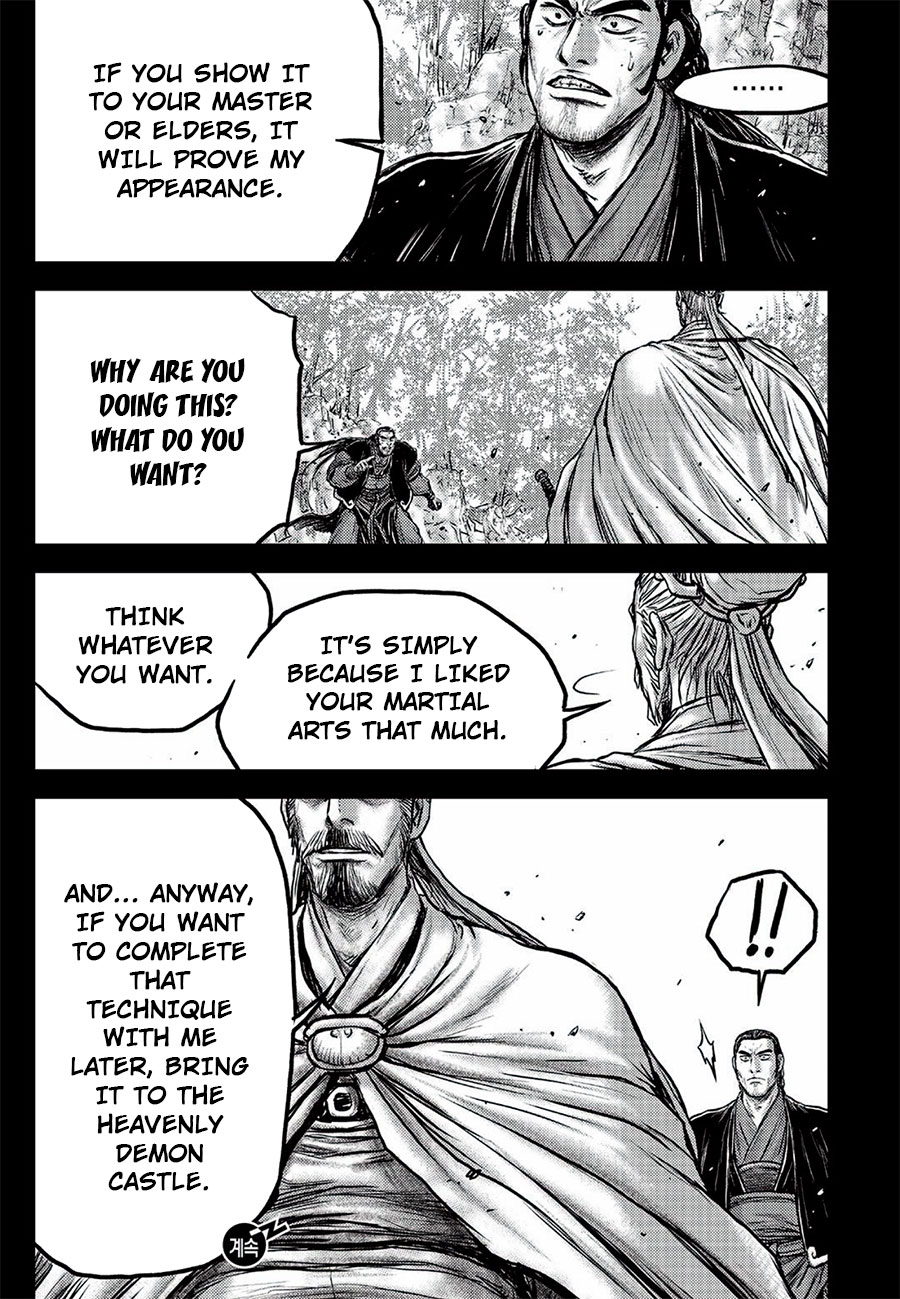 IF YOU SHOW IT
TO YOUR MASTER
OR ELDERS, IT
WILL PROVE MY
APPEARANCE.
......
WHY ARE YOU
DOING THIS?
WHAT DO YOU
WANT?
THINK
WHATEVER
YOU WANT.
IT'S SIMPLY
BECAUSE I LIKED
YOUR MARTIAL
ARTS THAT MUCH.
AND... ANYWAY,
IF YOU WANT
TO COMPLETE
THAT
TECHNIQUE
WITH ME
LATER, BRING
IT TO THE
HEAVENLY
DEMON
CASTLE.
!!
계속